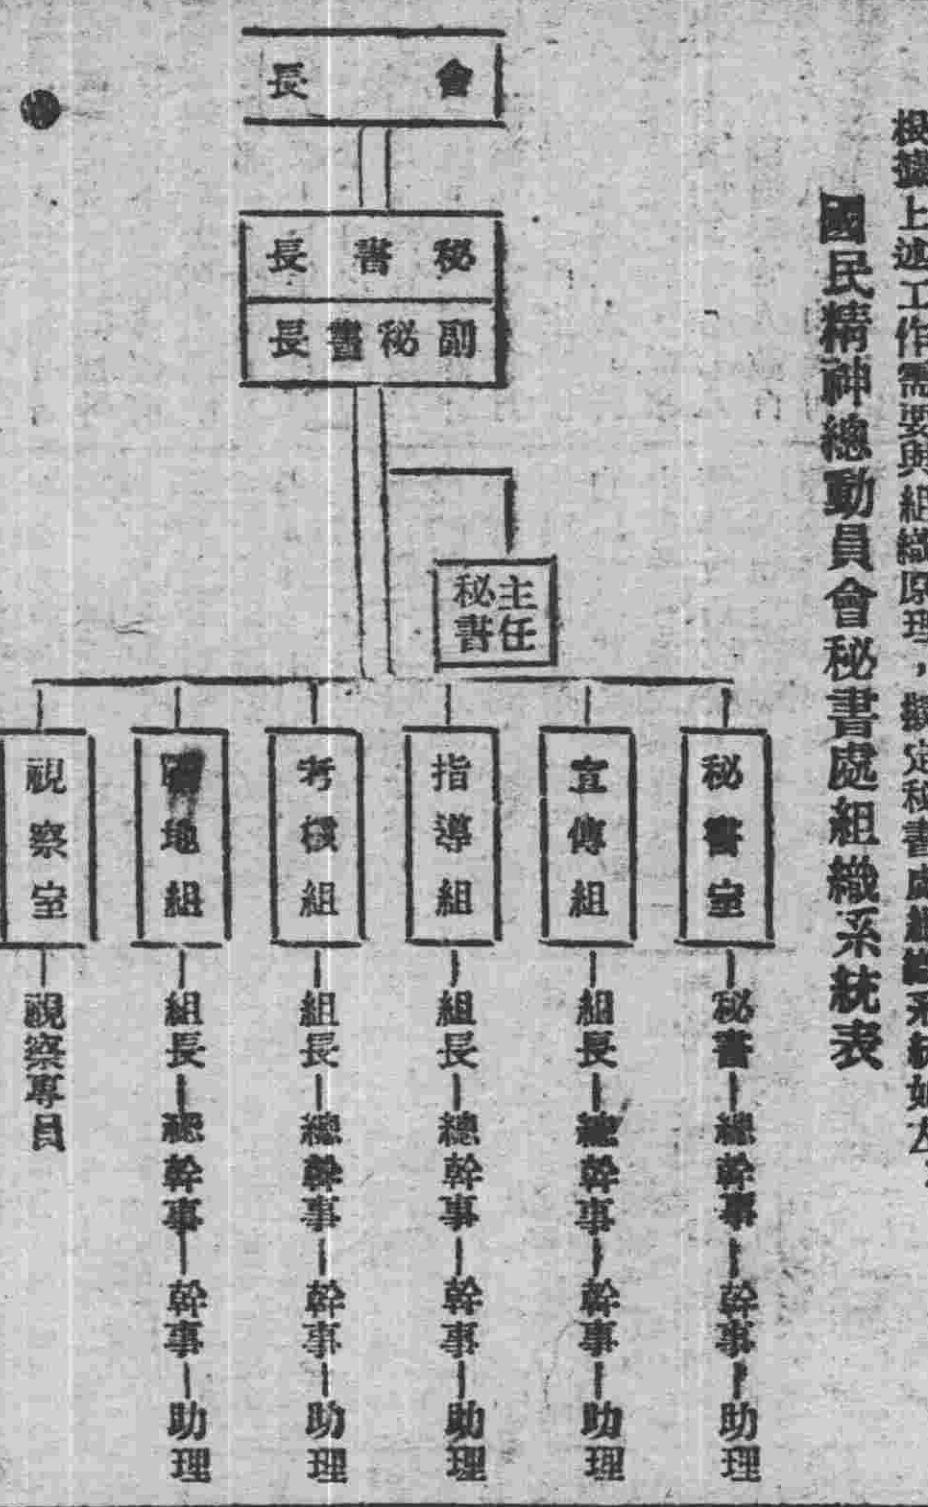 根據上述工作需要與組織原理，擬定秘書處組織系統如左：
國民精神總動員會秘書處組織系統表
會長
秘書長
副秘書長
主任秘書
秘書室
秘書—總幹事—幹事—助理
宣傳組
組長—總幹事—幹事—助理
指導組
組長—總幹事—幹事—助理
考核組
組長—總幹事—幹事—助理
地組
組長—總幹事—幹事—助理
視察室
視察專員